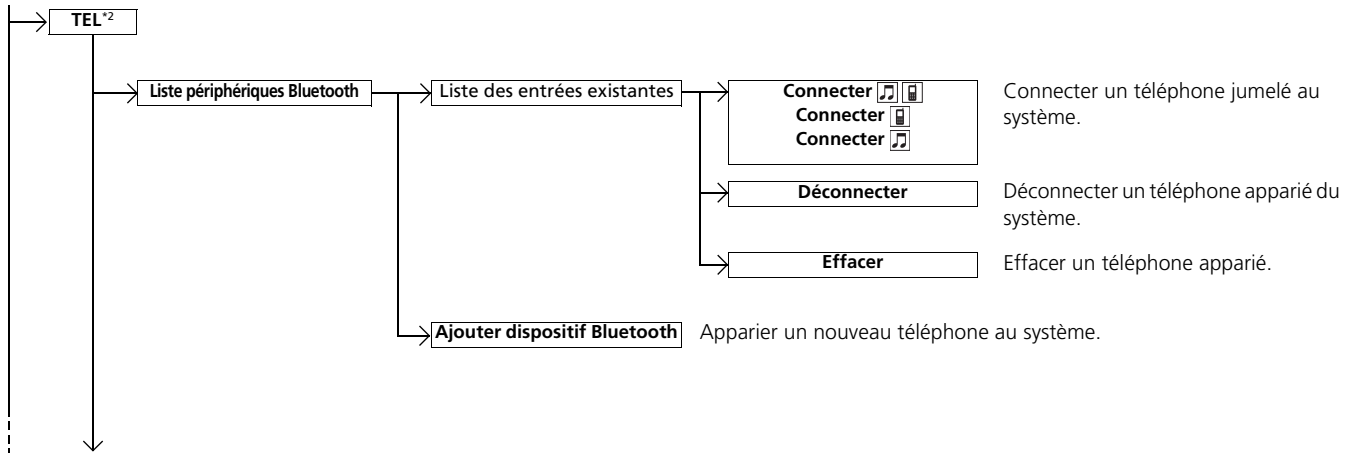 TEL*2
Liste périphériques Bluetooth
Liste des entrées existantes
Connecter
Connecter
Connecter
Connecter un téléphone jumelé au
système.
Déconnecter
Déconnecter un téléphone apparié du
système.
Effacer
Effacer un téléphone apparié.
Ajouter dispositif Bluetooth
Apparier un nouveau téléphone au système.